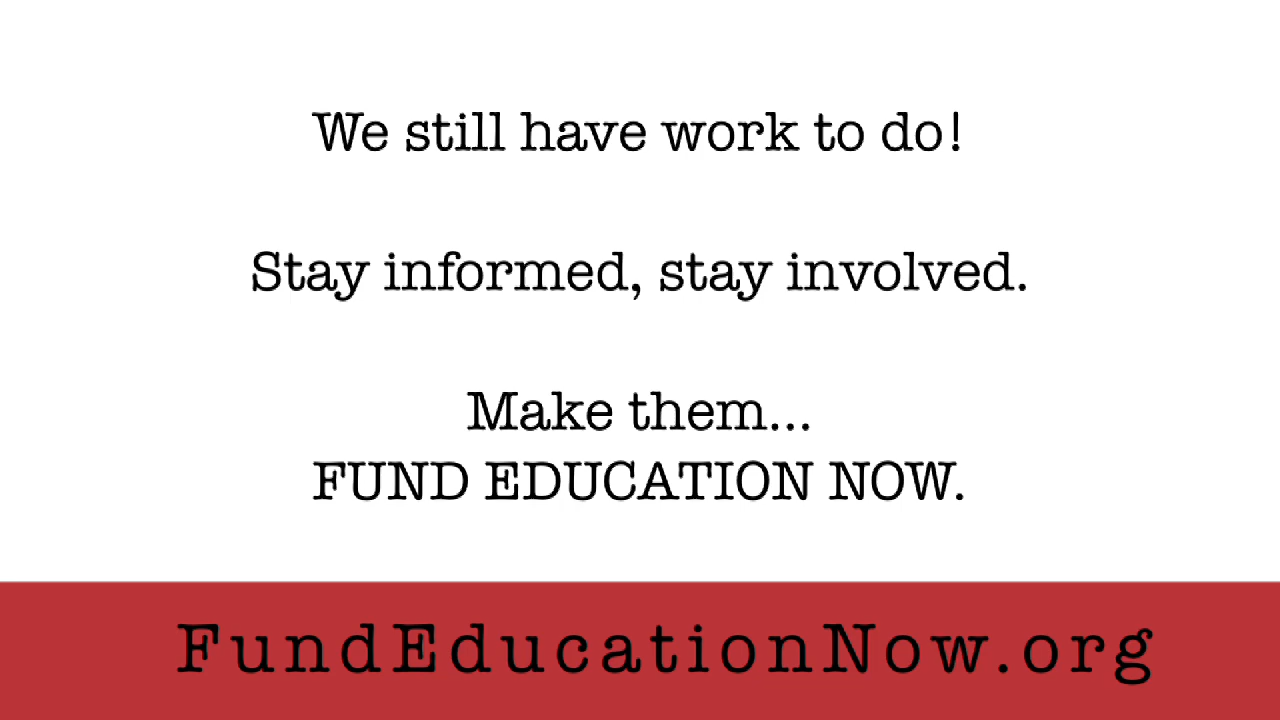 We still have work to do!
Stay informed, stay involved.
Make them...
FUND EDUCATION NOW.
FundEducationNow.org